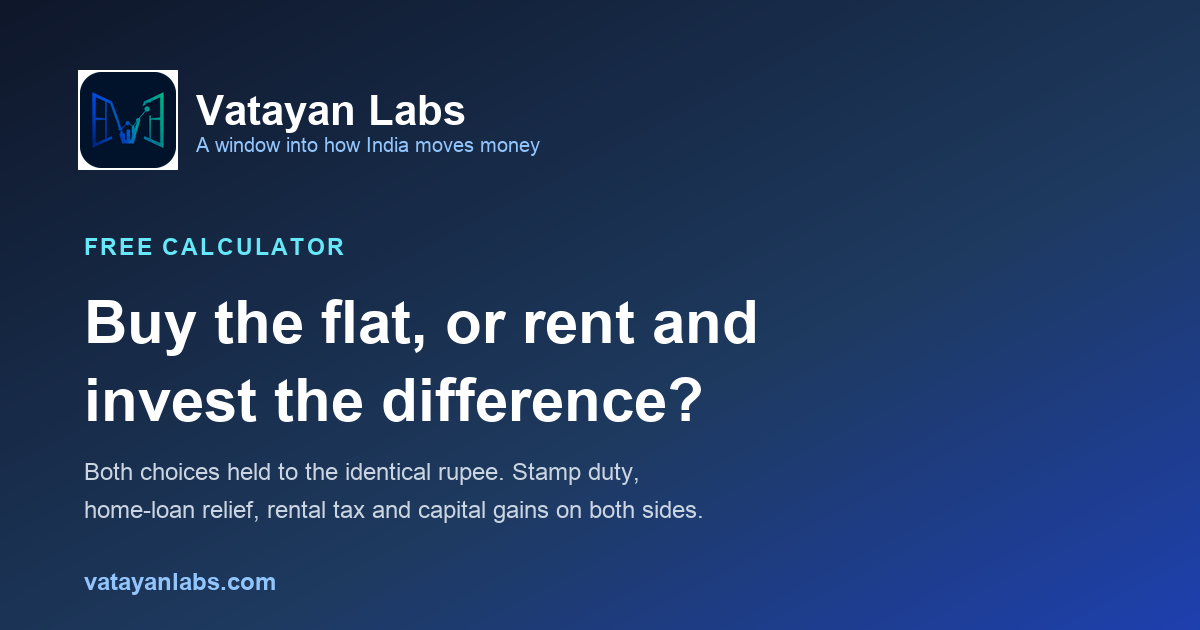 Vatayan Labs
A window into how India moves money
FREE CALCULATOR
Buy the flat, or rent and
invest the difference?
Both choices held to the identical rupee. Stamp duty,
home-loan relief, rental tax and capital gains on both sides.
vatayanlabs.com